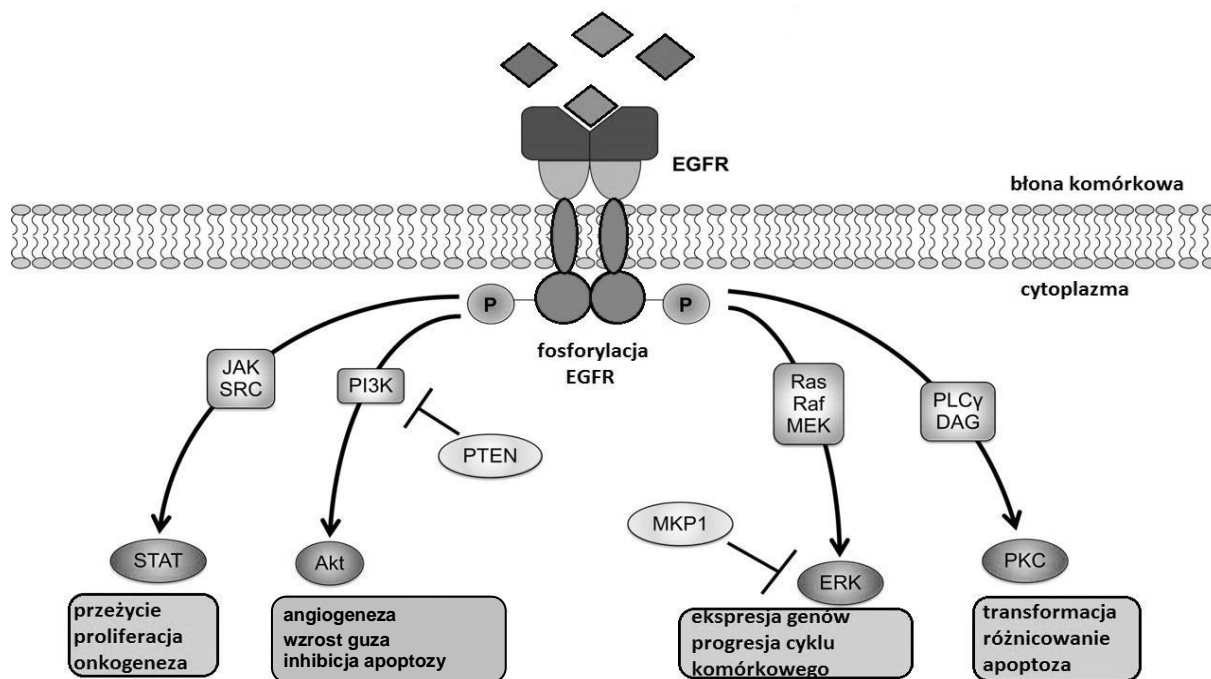 EGFR
błona komórkowa
cytoplazma
P
P
fosforylacja
EGFR
JAK
SRC
PI3K
PTEN
Ras
Raf
MEK
PLCγ
DAG
MKP1
STAT
Akt
ERK
PKC
przeżycie
proliferacja
onkogeneza
angiogeneza
wzrost guza
inhibicja apoptozy
ekspresja genów
progresja cyklu
komórkowego
transformacja
różnicowanie
apoptoza